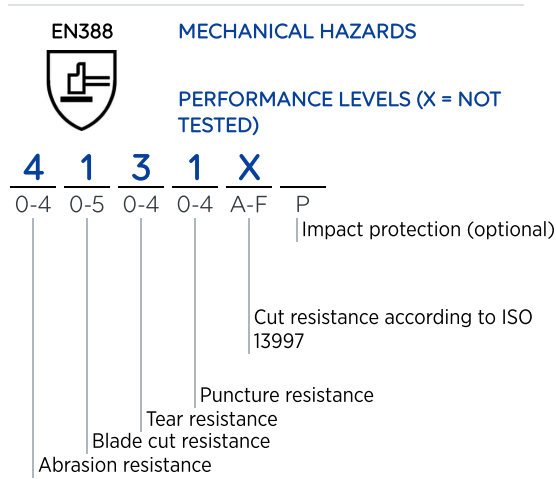 EN388
MECHANICAL HAZARDS
PERFORMANCE LEVELS (X = NOT
TESTED)
4 1 3 1 X
0-4 0-5 0-4 0-4 A-F P
Impact protection (optional)
Cut resistance according to ISO
13997
Puncture resistance
Tear resistance
Blade cut resistance
Abrasion resistance